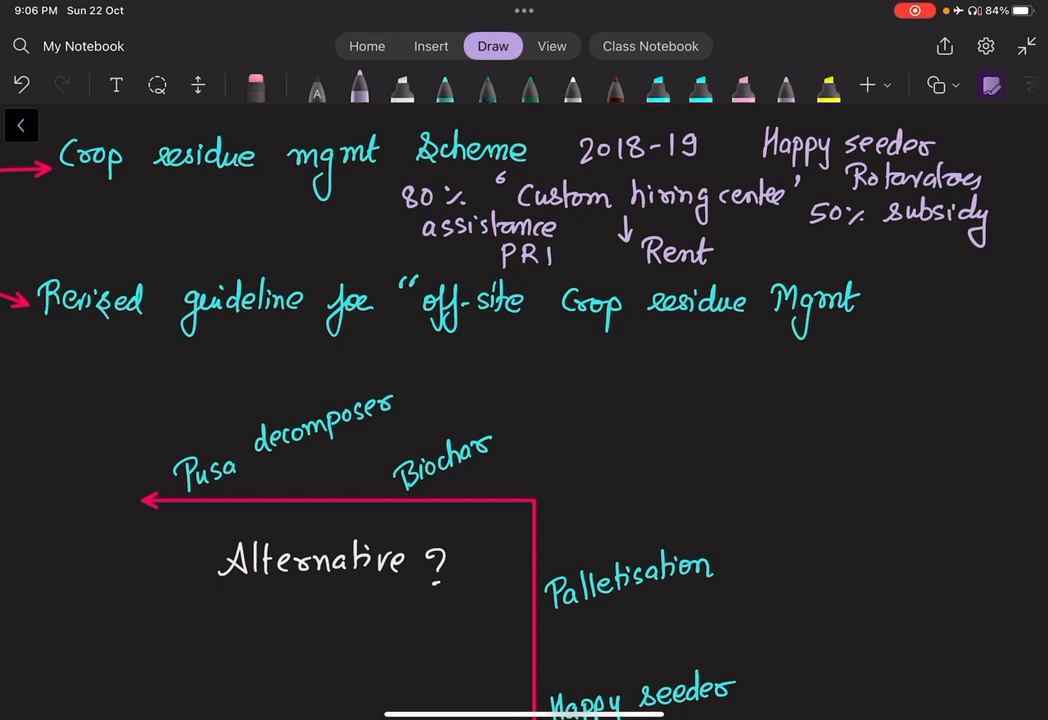 9:06 PM Sun 22 Oct
84%
My Notebook
Home Insert Draw View Class Notebook
T A
Crop residue mgmt Scheme 2018-19 Happy seeder
Rotavators
80% 'Custom hiring centre' 50% subsidy
assistance
PRI Rent
Revised guideline for "off-site Crop residue Mgmt
Pusa decomposer
Biochar
Alternative ?
Palletisation
Happy seeder